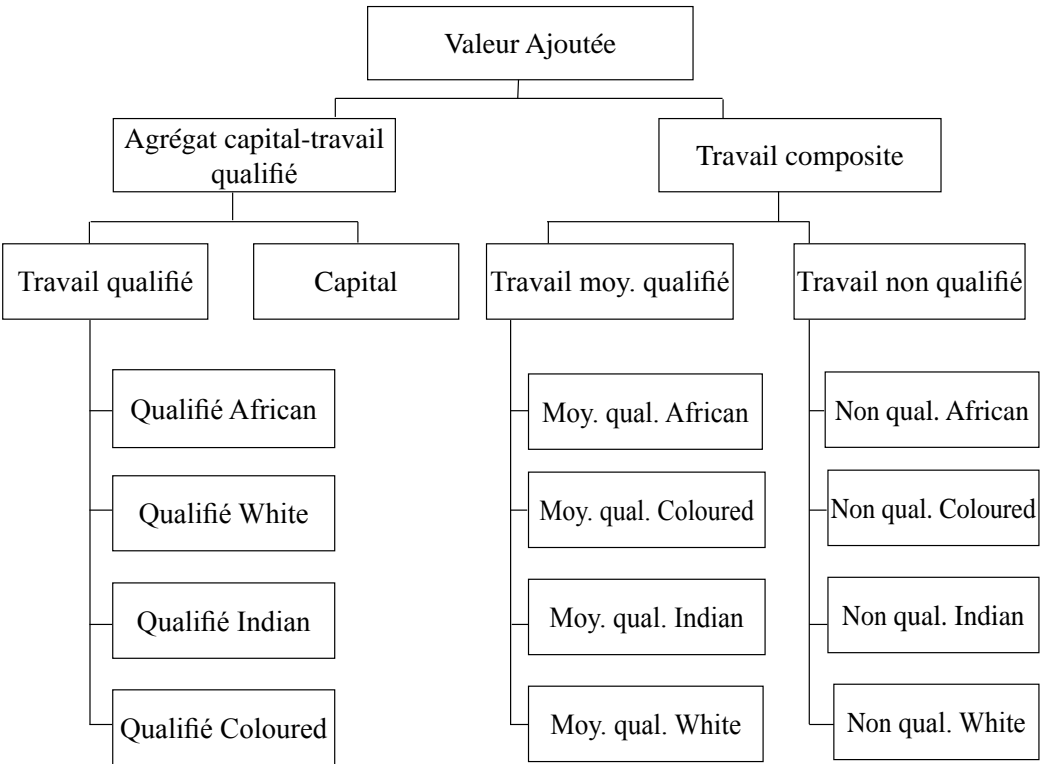 Valeur Ajoutée
Agrégat capital-travail
qualifié
Travail composite
Travail qualifié
Capital
Travail moy. qualifié
Travail non qualifié
Qualifié African
Qualifié White
Qualifié Indian
Qualifié Coloured
Moy. qual. African
Moy. qual. Coloured
Moy. qual. Indian
Moy. qual. White
Non qual. African
Non qual. Coloured
Non qual. Indian
Non qual. White